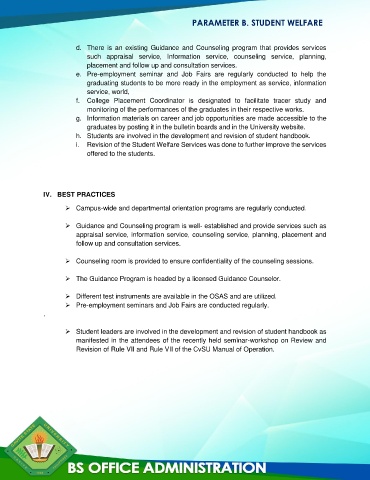 PARAMETER B. STUDENT WELFARE
d. There is an existing Guidance and Counseling program that provides services
such appraisal service, Information service, counseling service, planning,
placement and follow up and consultation services.
e. Pre-employment seminar and Job Fairs are regularly conducted to help the
graduating students to be more ready in the employment as service, information
service, world,
f. College Placement Coordinator is designated to facilitate tracer study and
monitoring of the performances of the graduates in their respective works.
g. Information materials on career and job opportunities are made accessible to the
graduates by posting it in the bulletin boards and in the University website.
h. Students are involved in the development and revision of student handbook.
i. Revision of the Student Welfare Services was done to further improve the services
offered to the students.
IV. BEST PRACTICES
➢ Campus-wide and departmental orientation programs are regularly conducted.
➢ Guidance and Counseling program is well- established and provide services such as
appraisal service, information service, counseling service, planning, placement and
follow up and consultation services.
➢ Counseling room is provided to ensure confidentiality of the counseling sessions.
➢ The Guidance Program is headed by a licensed Guidance Counselor.
➢ Different test instruments are available in the OSAS and are utilized.
➢ Pre-employment seminars and Job Fairs are conducted regularly.
.
➢ Student leaders are involved in the development and revision of student handbook as
manifested in the attendees of the recently held seminar-workshop on Review and
Revision of Rule VII and Rule VII of the CvSU Manual of Operation.
BS OFFICE ADMINISTRATION